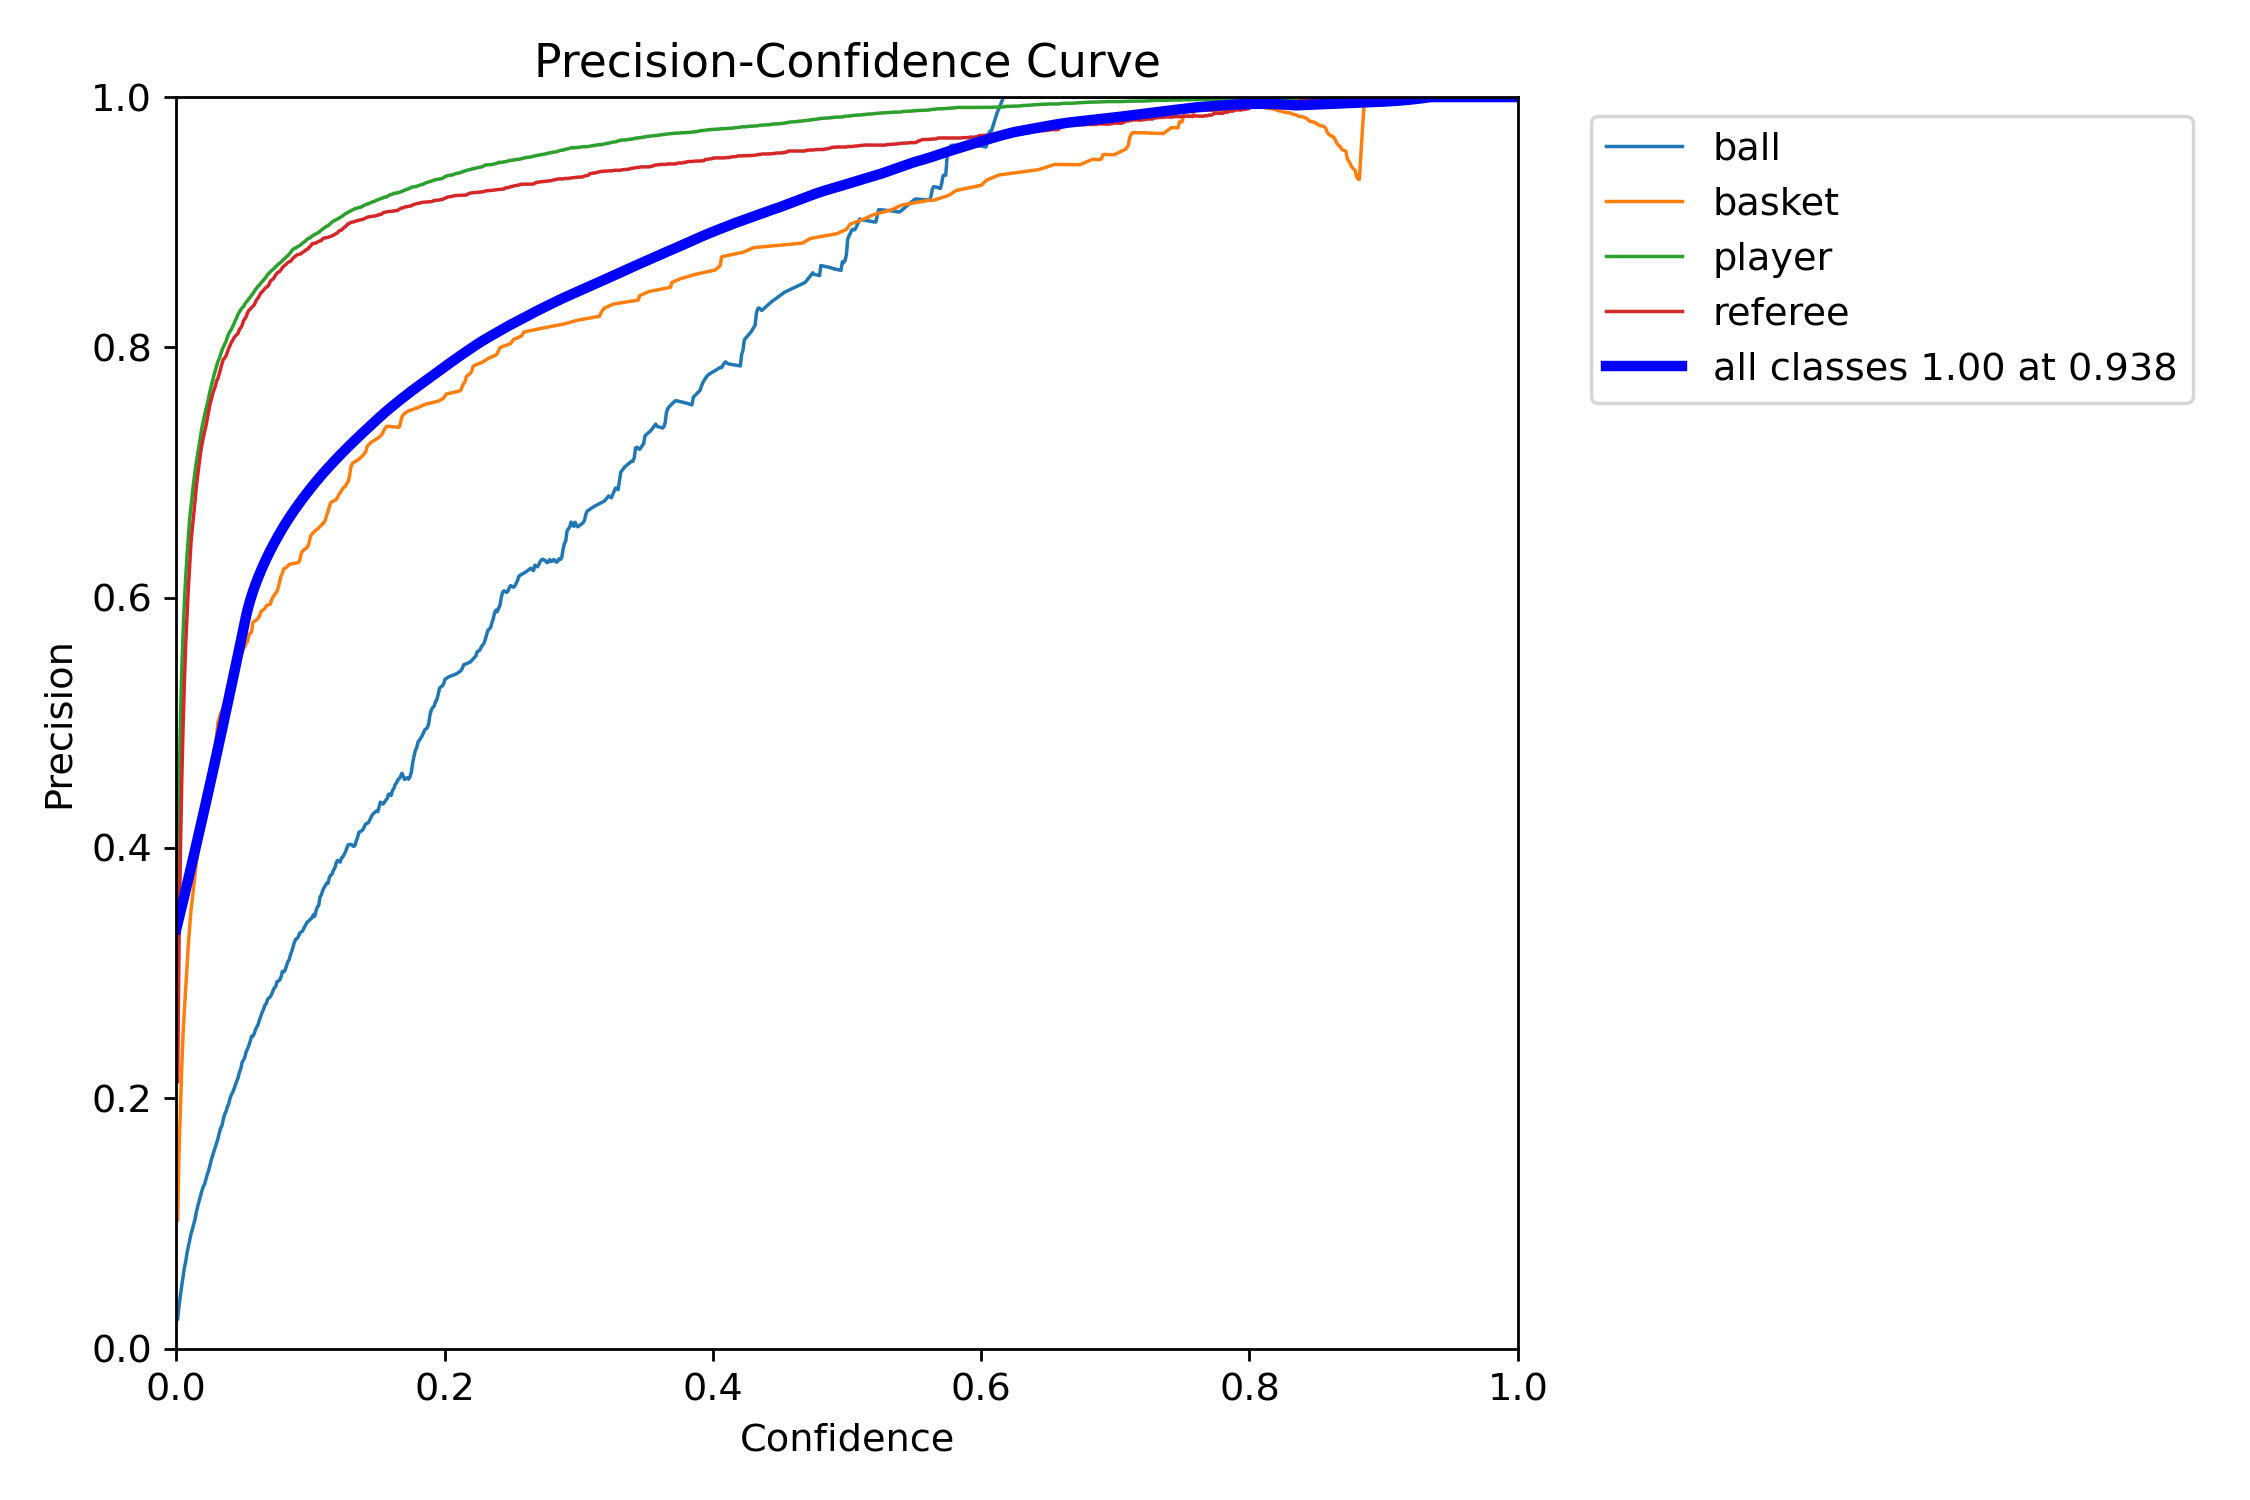 Precision-Confidence Curve
1.0
0.8
0.6
0.4
0.2
0.0
Precision
0.0 0.2 0.4 0.6 0.8 1.0
Confidence
ball
basket
player
referee
all classes 1.00 at 0.938